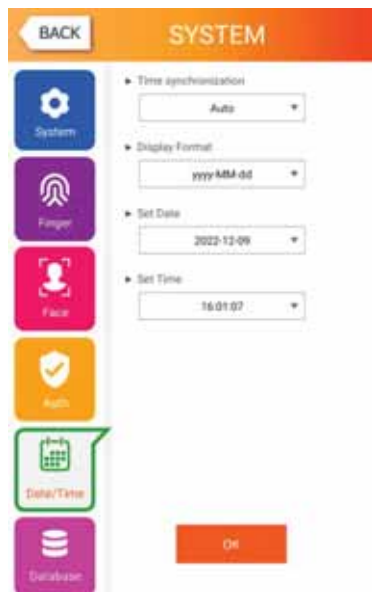 BACK
SYSTEM
▶ Time synchronization
Auto
System
▶ Display Format
yyyy-MM-dd
Finger
▶ Set Date
2022-12-09
▶ Set Time
16:01:07
Face
Auth
Date/Time
OK
Database